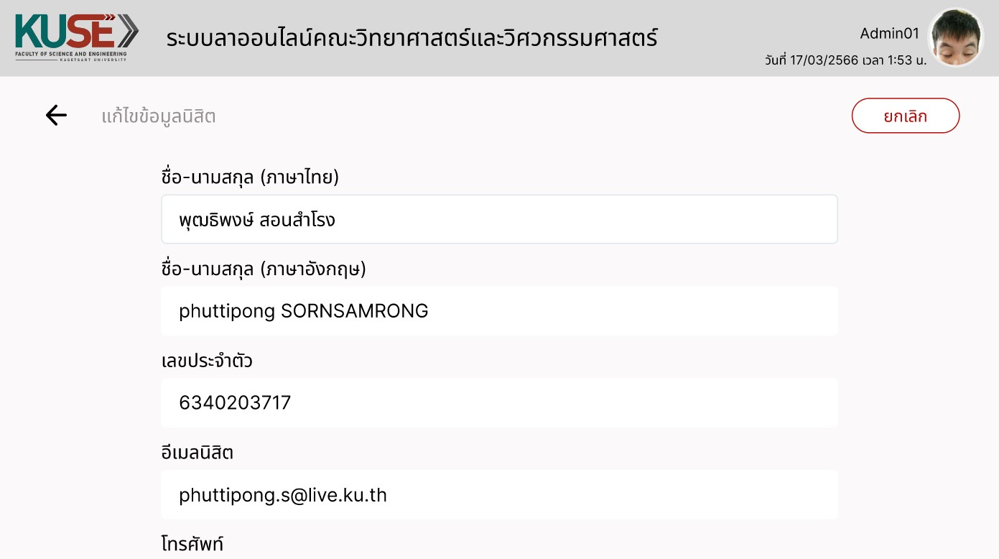 KUSE
FACULTY OF SCIENCE AND ENGINEERING
KASETSART UNIVERSITY
ระบบลาออนไลน์คณะวิทยาศาสตร์และวิศวกรรมศาสตร์
Admin01
วันที่ 17/03/2566 เวลา 1:53 น.
แก้ไขข้อมูลนิสิต
ยกเลิก
ชื่อ-นามสกุล (ภาษาไทย)
พุฒธิพงษ์ สอนสำโรง
ชื่อ-นามสกุล (ภาษาอังกฤษ)
phuttipong SORNSAMRONG
เลขประจำตัว
6340203717
อีเมลนิสิต
phuttipong.s@live.ku.th
โทรศัพท์